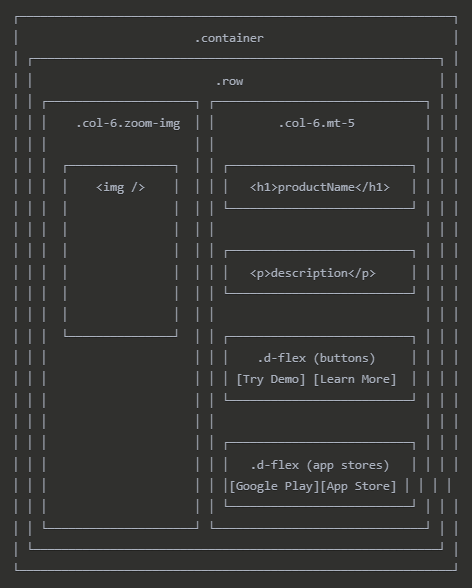 .container
.row
.col-6.zoom-img .col-6.mt-5
<img /> <h1>productName</h1>
<p>description</p>
.d-flex (buttons)
[Try Demo] [Learn More]
.d-flex (app stores)
[Google Play][App Store]